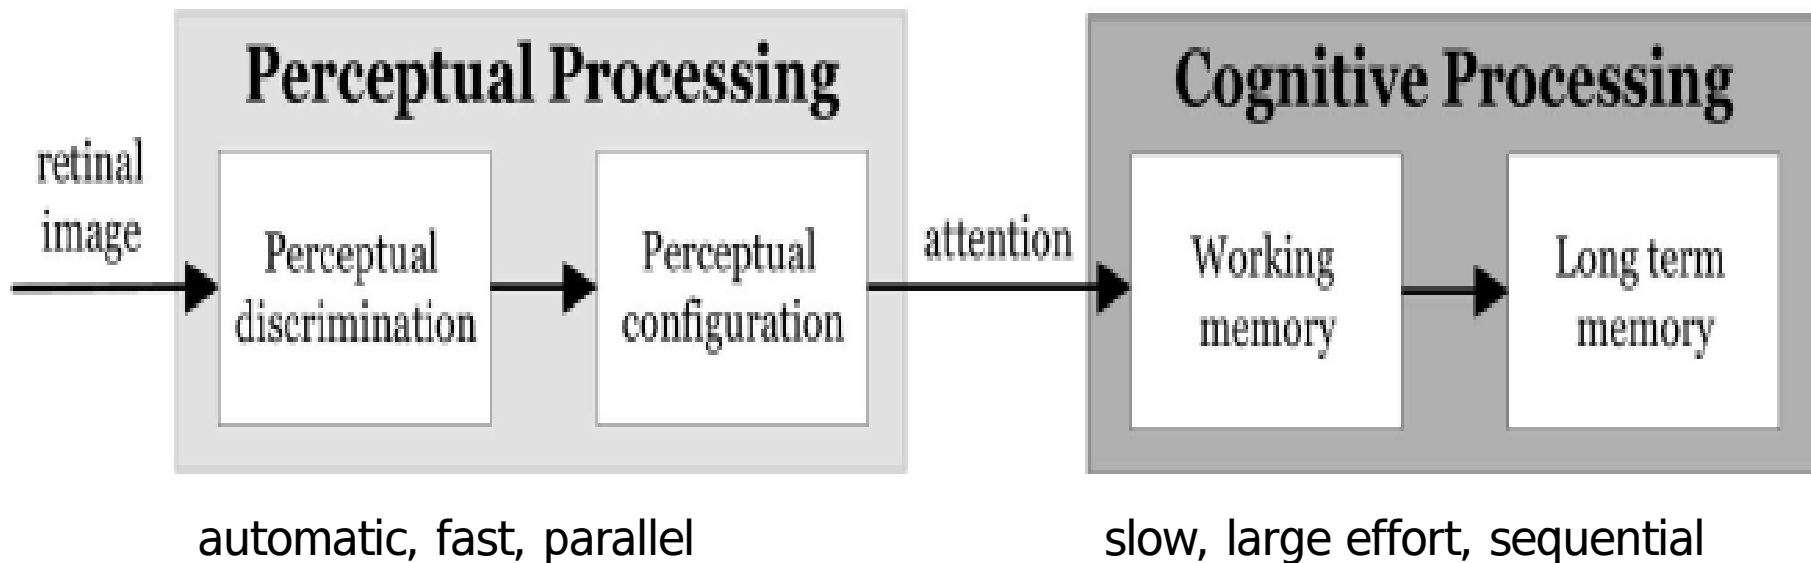 Perceptual Processing
Cognitive Processing
retinal
image
Perceptual
discrimination
Perceptual
configuration
attention
Working
memory
Long term
memory
automatic, fast, parallel
slow, large effort, sequential